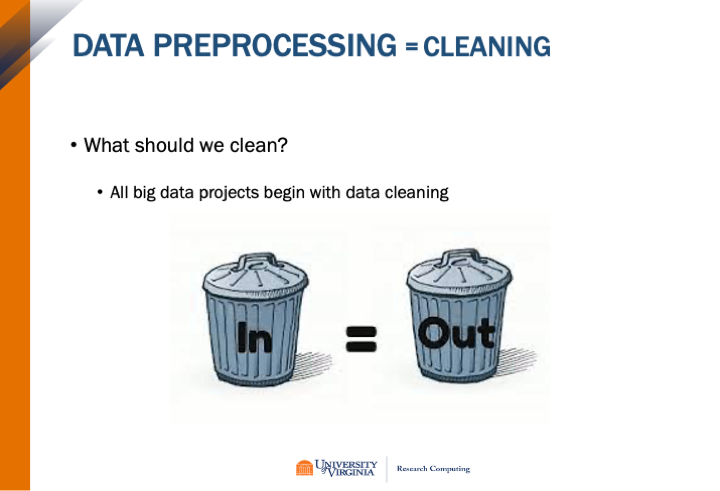 DATA PREPROCESSING = CLEANING
• What should we clean?
• All big data projects begin with data cleaning
In = Out
UNIVERSITY of VIRGINIA
Research Computing